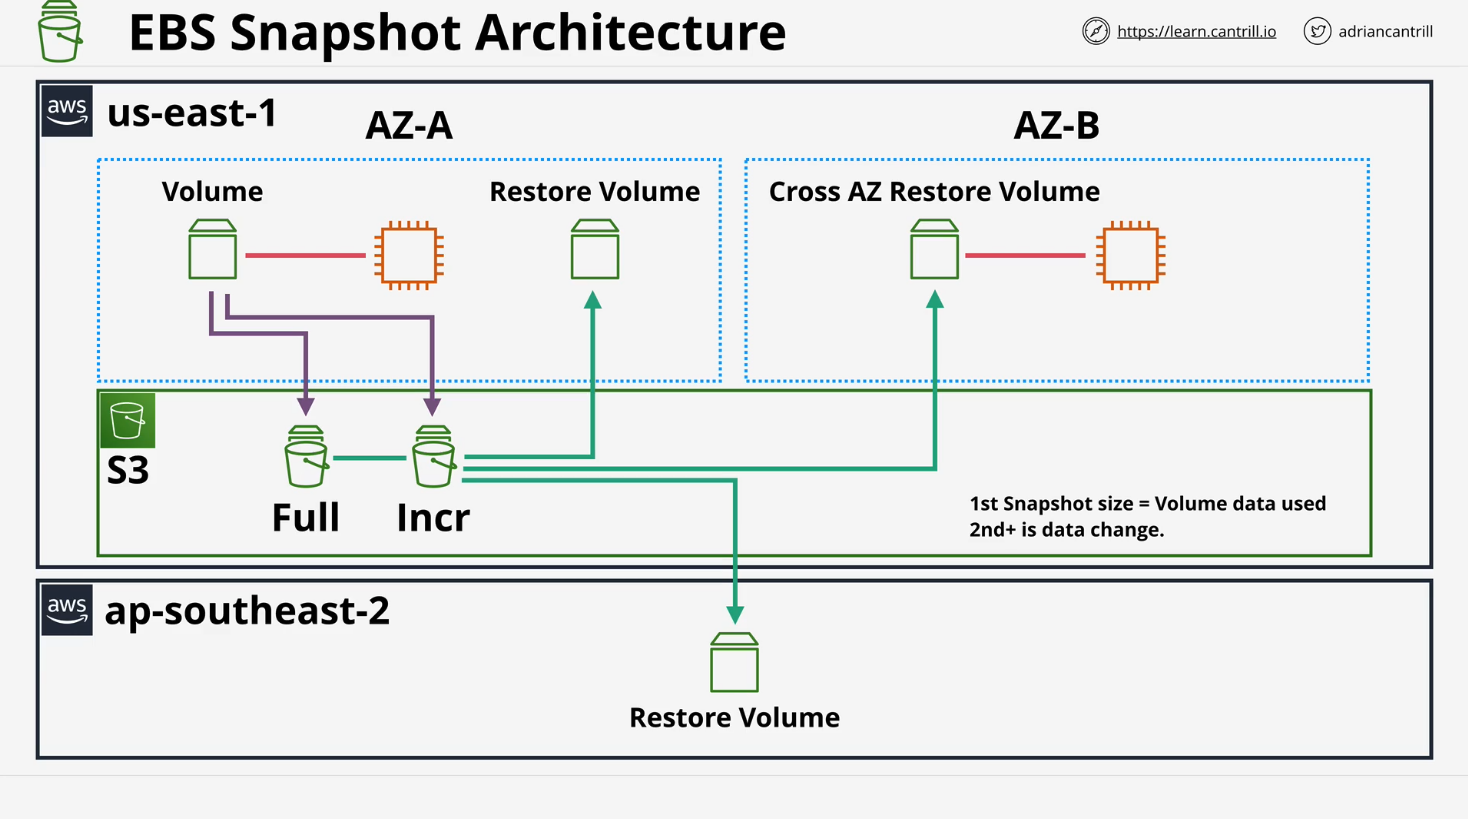 EBS Snapshot Architecture
https://learn.cantrill.io
adriancantrill
aws
us-east-1
AZ-A
AZ-B
Volume
Restore Volume
Cross AZ Restore Volume
S3
Full
Incr
1st Snapshot size = Volume data used
2nd+ is data change.
aws
ap-southeast-2
Restore Volume